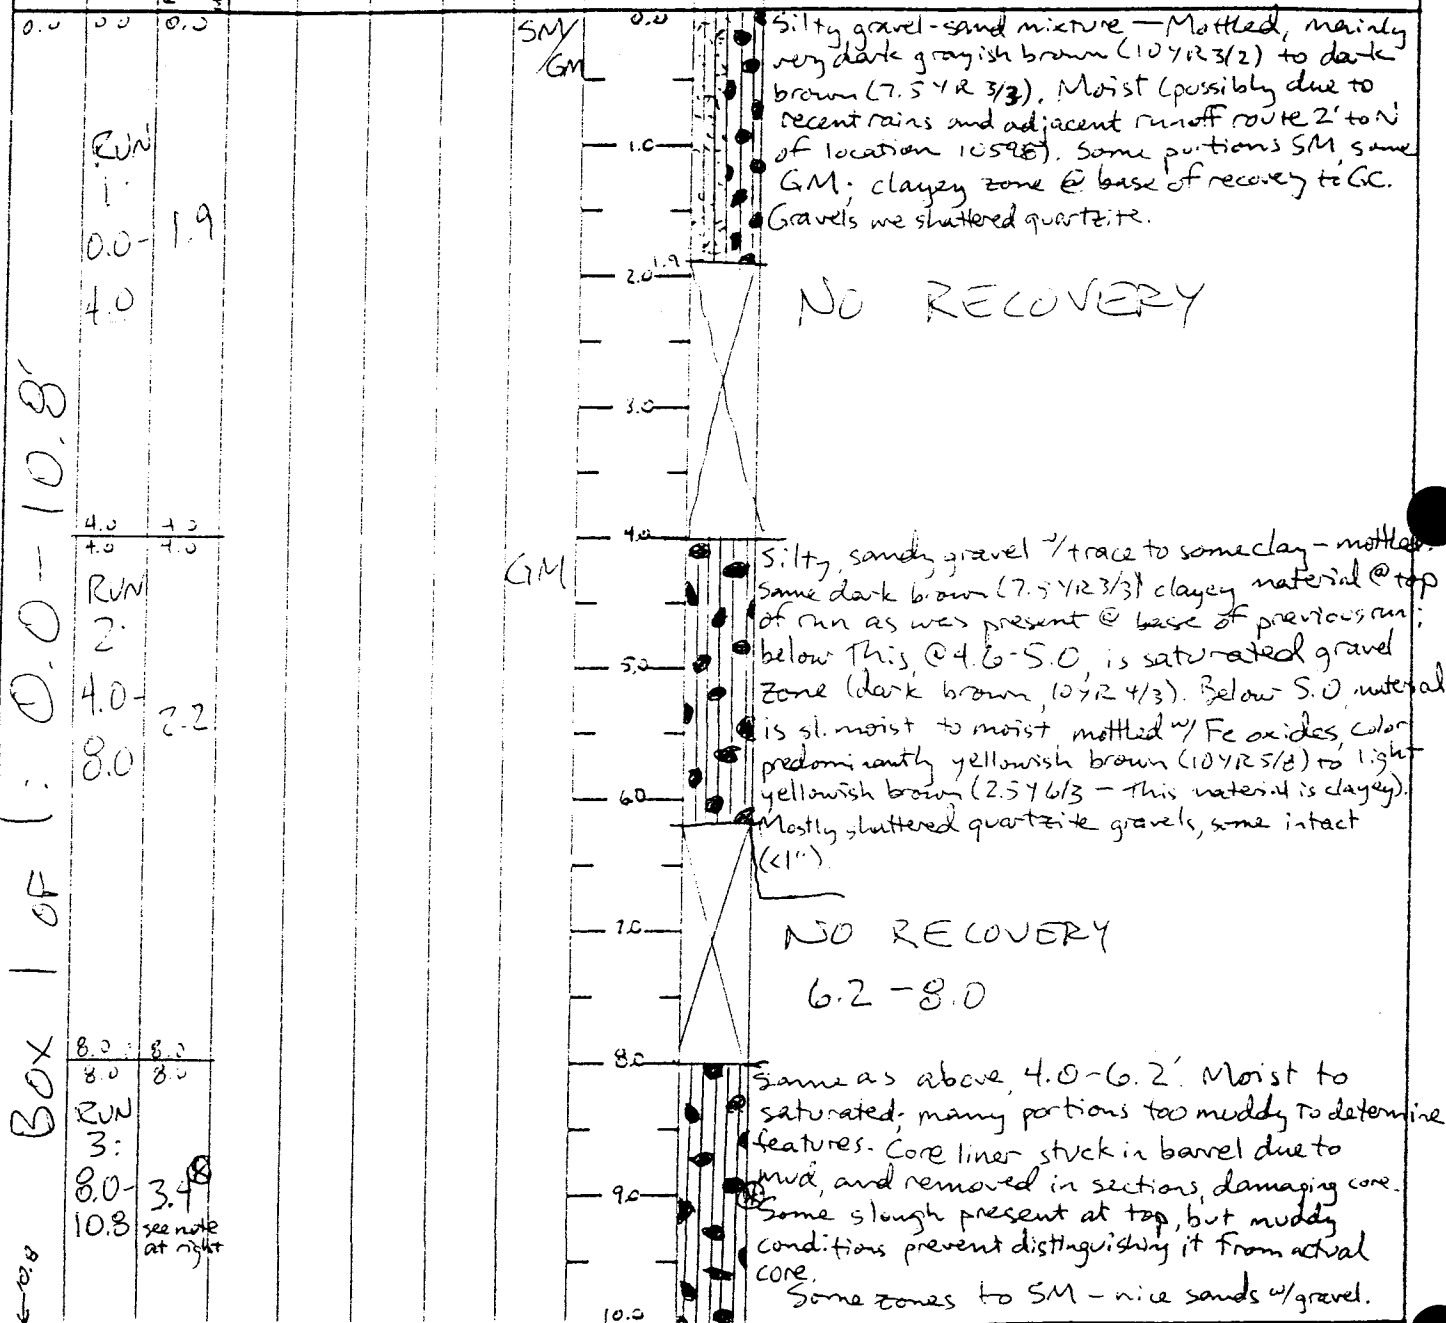 0.0 0.0 0.0
SM/
GM
0.0
Silty gravel-sand mixture — Mottled, mainly
very dark grayish brown (10YR 3/2) to dark
brown (7.5YR 3/3). Moist (possibly due to
recent rains and adjacent runoff route 2' to N
of location 10598). Some portions SM, some
GM; clayey zone @ base of recovery to GC.
Gravels are shattered quartzite.
RUN
1:
0.0-
4.0
1.9
1.0
1.9
2.0
NO RECOVERY
3.0
4.0 4.0
4.0 4.0
4.0
RUN
2:
4.0-
8.0
2.2
GM
Silty, sandy gravel w/ trace to some clay - mottled.
Same dark brown (7.5YR 3/3) clayey material @ top
of run as was present @ base of previous run;
below this, @4.6-5.0, is saturated gravel
zone (dark brown, 10YR 4/3). Below 5.0 material
is sl. moist to moist mottled w/ Fe oxides, color
predominantly yellowish brown (10YR 5/8) to light
yellowish brown (2.5Y 6/3 - this material is clayey).
Mostly shattered quartzite gravels, some intact
(<1").
5.0
6.0
7.0
NO RECOVERY
6.2 - 8.0
8.0 8.0
8.0 8.0
8.0
RUN
3:
8.0-
10.8
3.4 ⊗
see note
at right
Same as above, 4.0-6.2'. Moist to
saturated; many portions too muddy to determine
features. Core liner stuck in barrel due to
mud, and removed in sections, damaging core.
Some slough present at top, but muddy
conditions prevent distinguishing it from actual
core.
Some zones to SM - nice sands w/gravel.
9.0
⊗
10.0
Box 1 of 1: 0.0-10.8'
←10.8